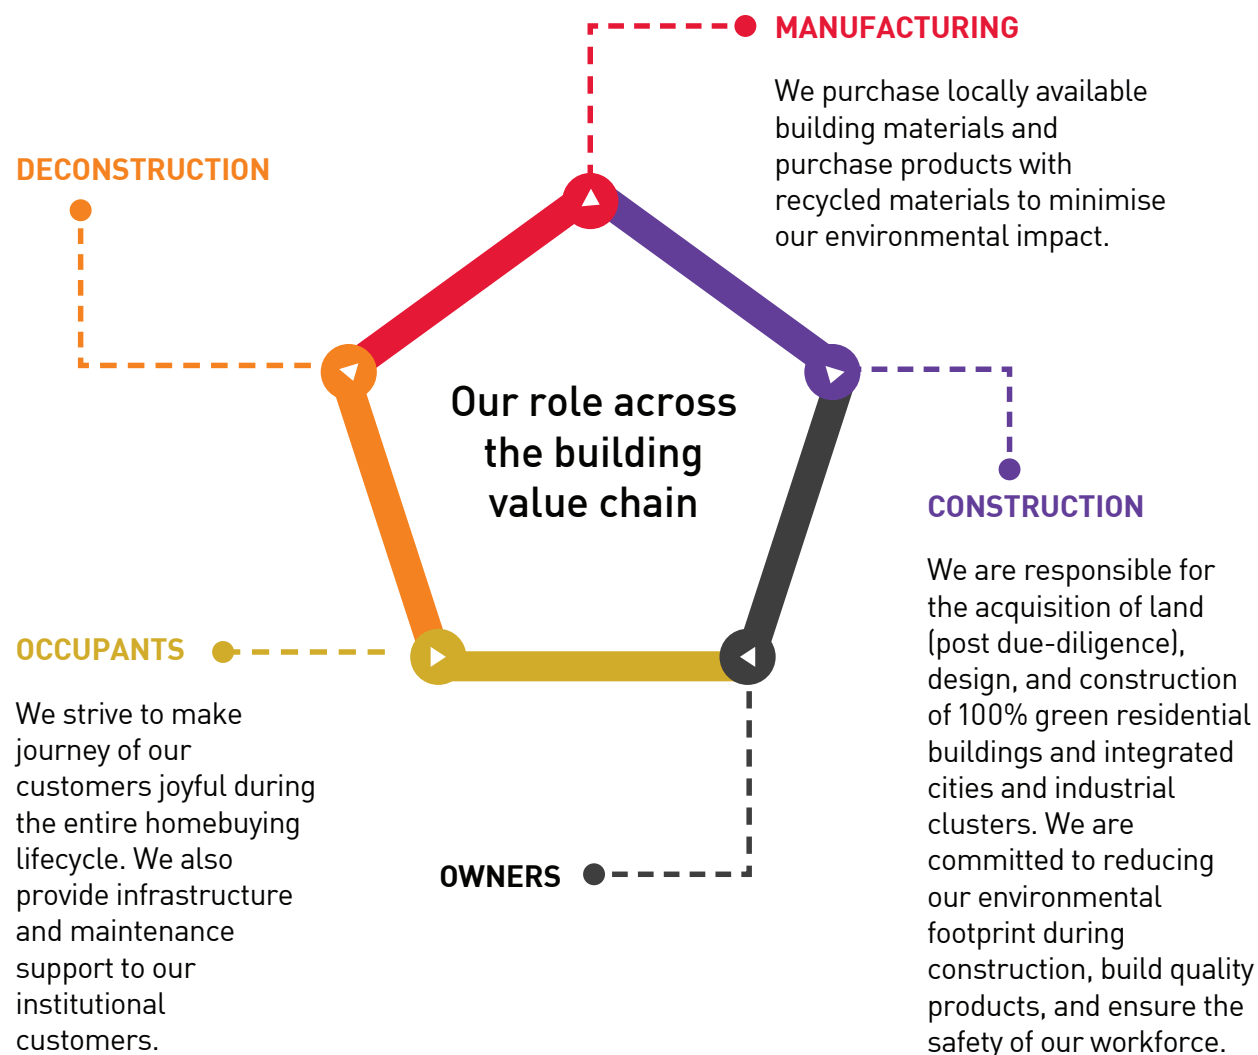 MANUFACTURING
We purchase locally available
building materials and
purchase products with
recycled materials to minimise
our environmental impact.
DECONSTRUCTION
Our role across
the building
value chain
CONSTRUCTION
We are responsible for
the acquisition of land
(post due-diligence),
design, and construction
of 100% green residential
buildings and integrated
cities and industrial
clusters. We are
committed to reducing
our environmental
footprint during
construction, build quality
products, and ensure the
safety of our workforce.
OCCUPANTS
We strive to make
journey of our
customers joyful during
the entire homebuying
lifecycle. We also
provide infrastructure
and maintenance
support to our
institutional
customers.
OWNERS